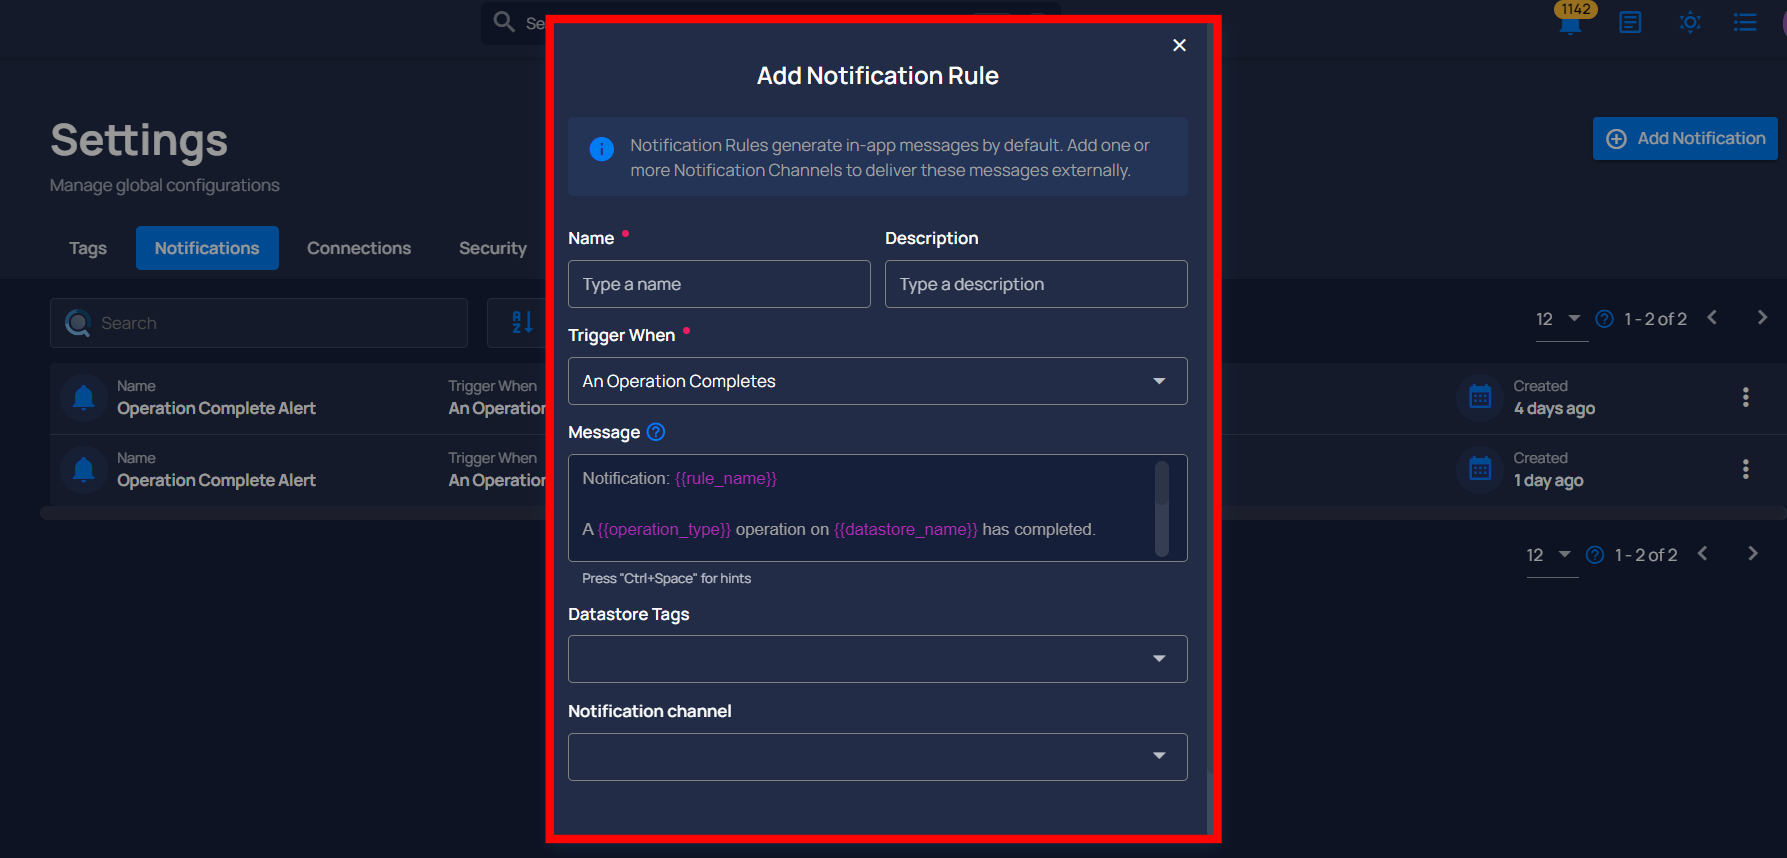 Se
1142
Settings
Manage global configurations
Add Notification
Tags
Notifications
Connections
Security
Search
A
Z
12
1 - 2 of 2
Name
Operation Complete Alert
Trigger When
An Operation
Created
4 days ago
Name
Operation Complete Alert
Trigger When
An Operation
Created
1 day ago
12
1 - 2 of 2
Add Notification Rule
Notification Rules generate in-app messages by default. Add one or
more Notification Channels to deliver these messages externally.
Name
Description
Type a name
Type a description
Trigger When
An Operation Completes
Message
Notification: {{rule_name}}
A {{operation_type}} operation on {{datastore_name}} has completed.
Press "Ctrl+Space" for hints
Datastore Tags
Notification channel